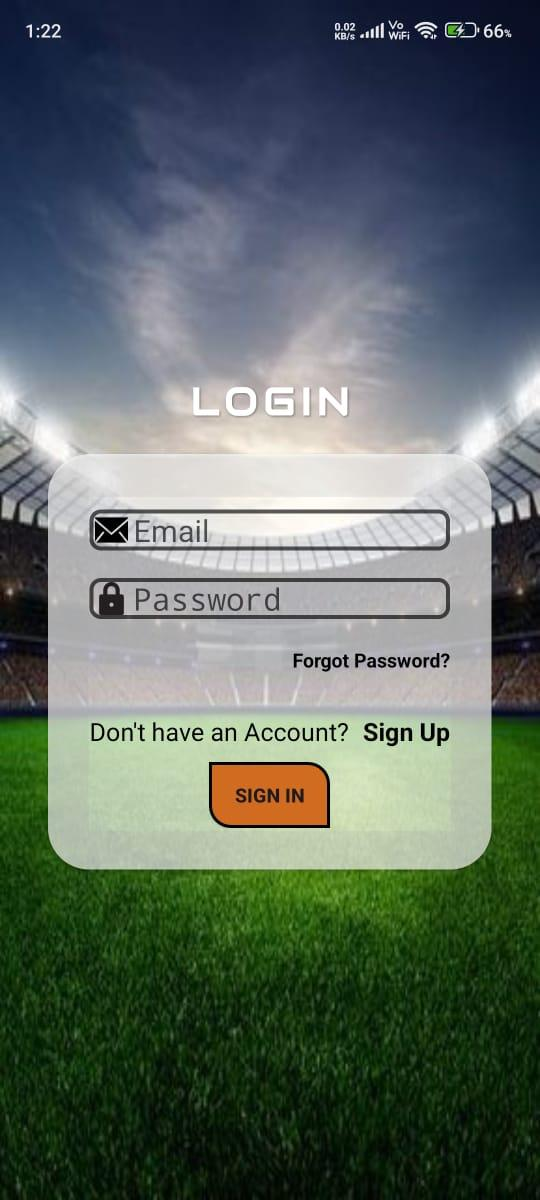 1:22 0.02 KB/s Vo WiFi 66%
LOGIN
Email
Password
Forgot Password?
Don't have an Account? Sign Up
SIGN IN